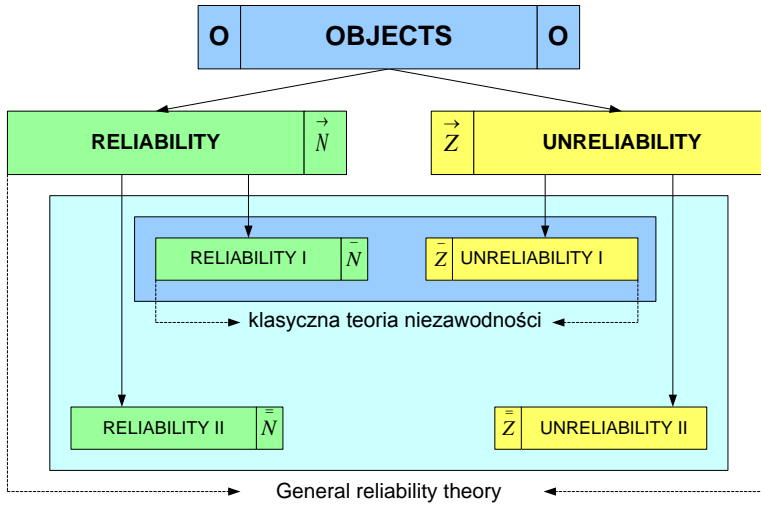 O OBJECTS O
RELIABILITY N⃗ Z⃗ UNRELIABILITY
RELIABILITY I N̄ Z̄ UNRELIABILITY I
klasyczna teoria niezawodności
RELIABILITY II N̿ Z̿ UNRELIABILITY II
General reliability theory